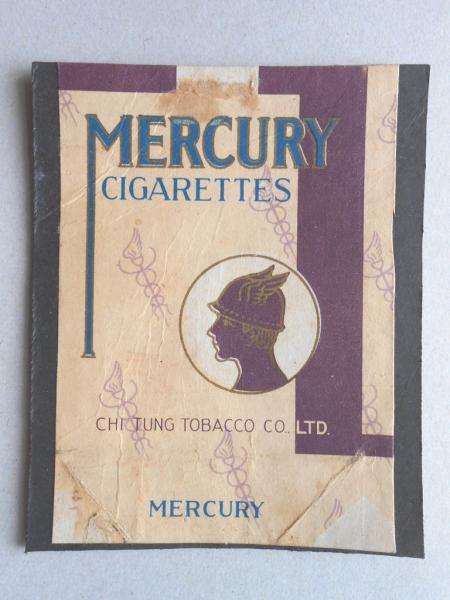 MERCURY
CIGARETTES
CHI TUNG TOBACCO CO., LTD.
MERCURY